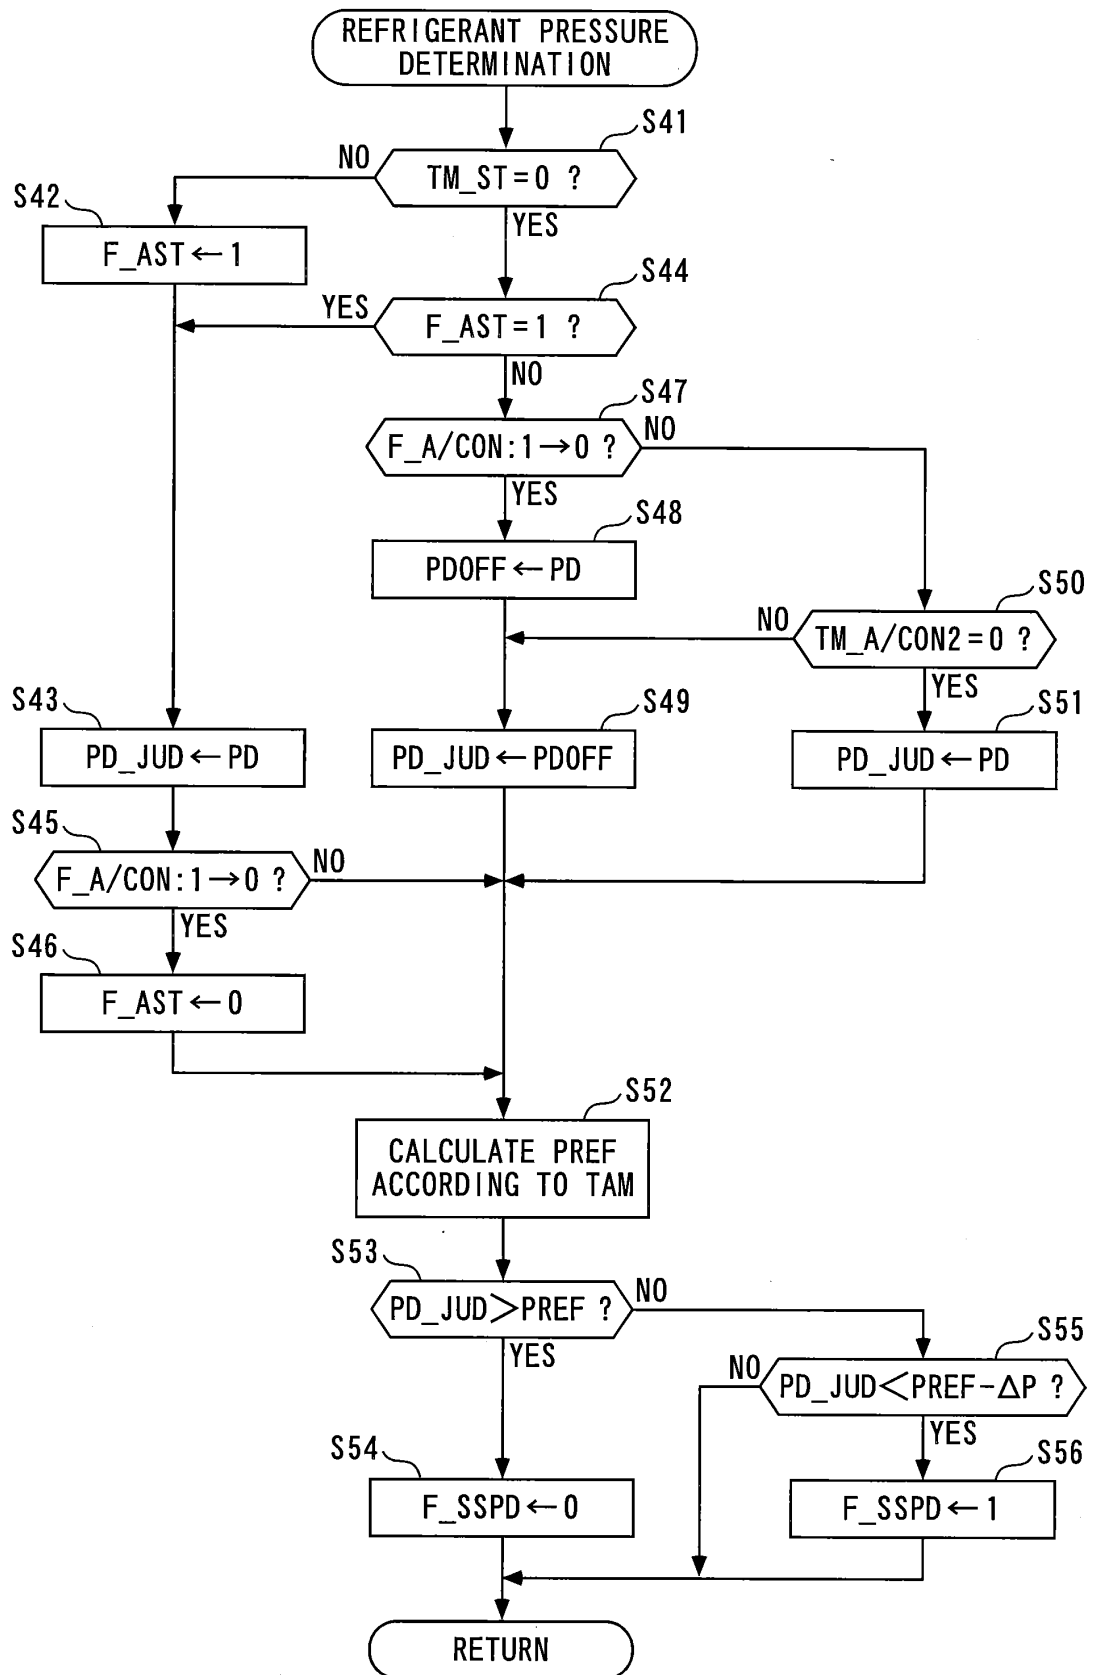 REFRIGERANT PRESSURE
DETERMINATION
S41
TM_ST=0 ?
NO
YES
S42
F_AST←1
S44
F_AST=1 ?
YES
NO
S47
F_A/CON:1→0 ?
NO
YES
S48
PDOFF←PD
S50
TM_A/CON2=0 ?
NO
YES
S43
PD_JUD←PD
S49
PD_JUD←PDOFF
S51
PD_JUD←PD
S45
F_A/CON:1→0 ?
NO
YES
S46
F_AST←0
S52
CALCULATE PREF
ACCORDING TO TAM
S53
PD_JUD>PREF ?
NO
YES
S55
PD_JUD<PREF-ΔP ?
NO
YES
S54
F_SSPD←0
S56
F_SSPD←1
RETURN